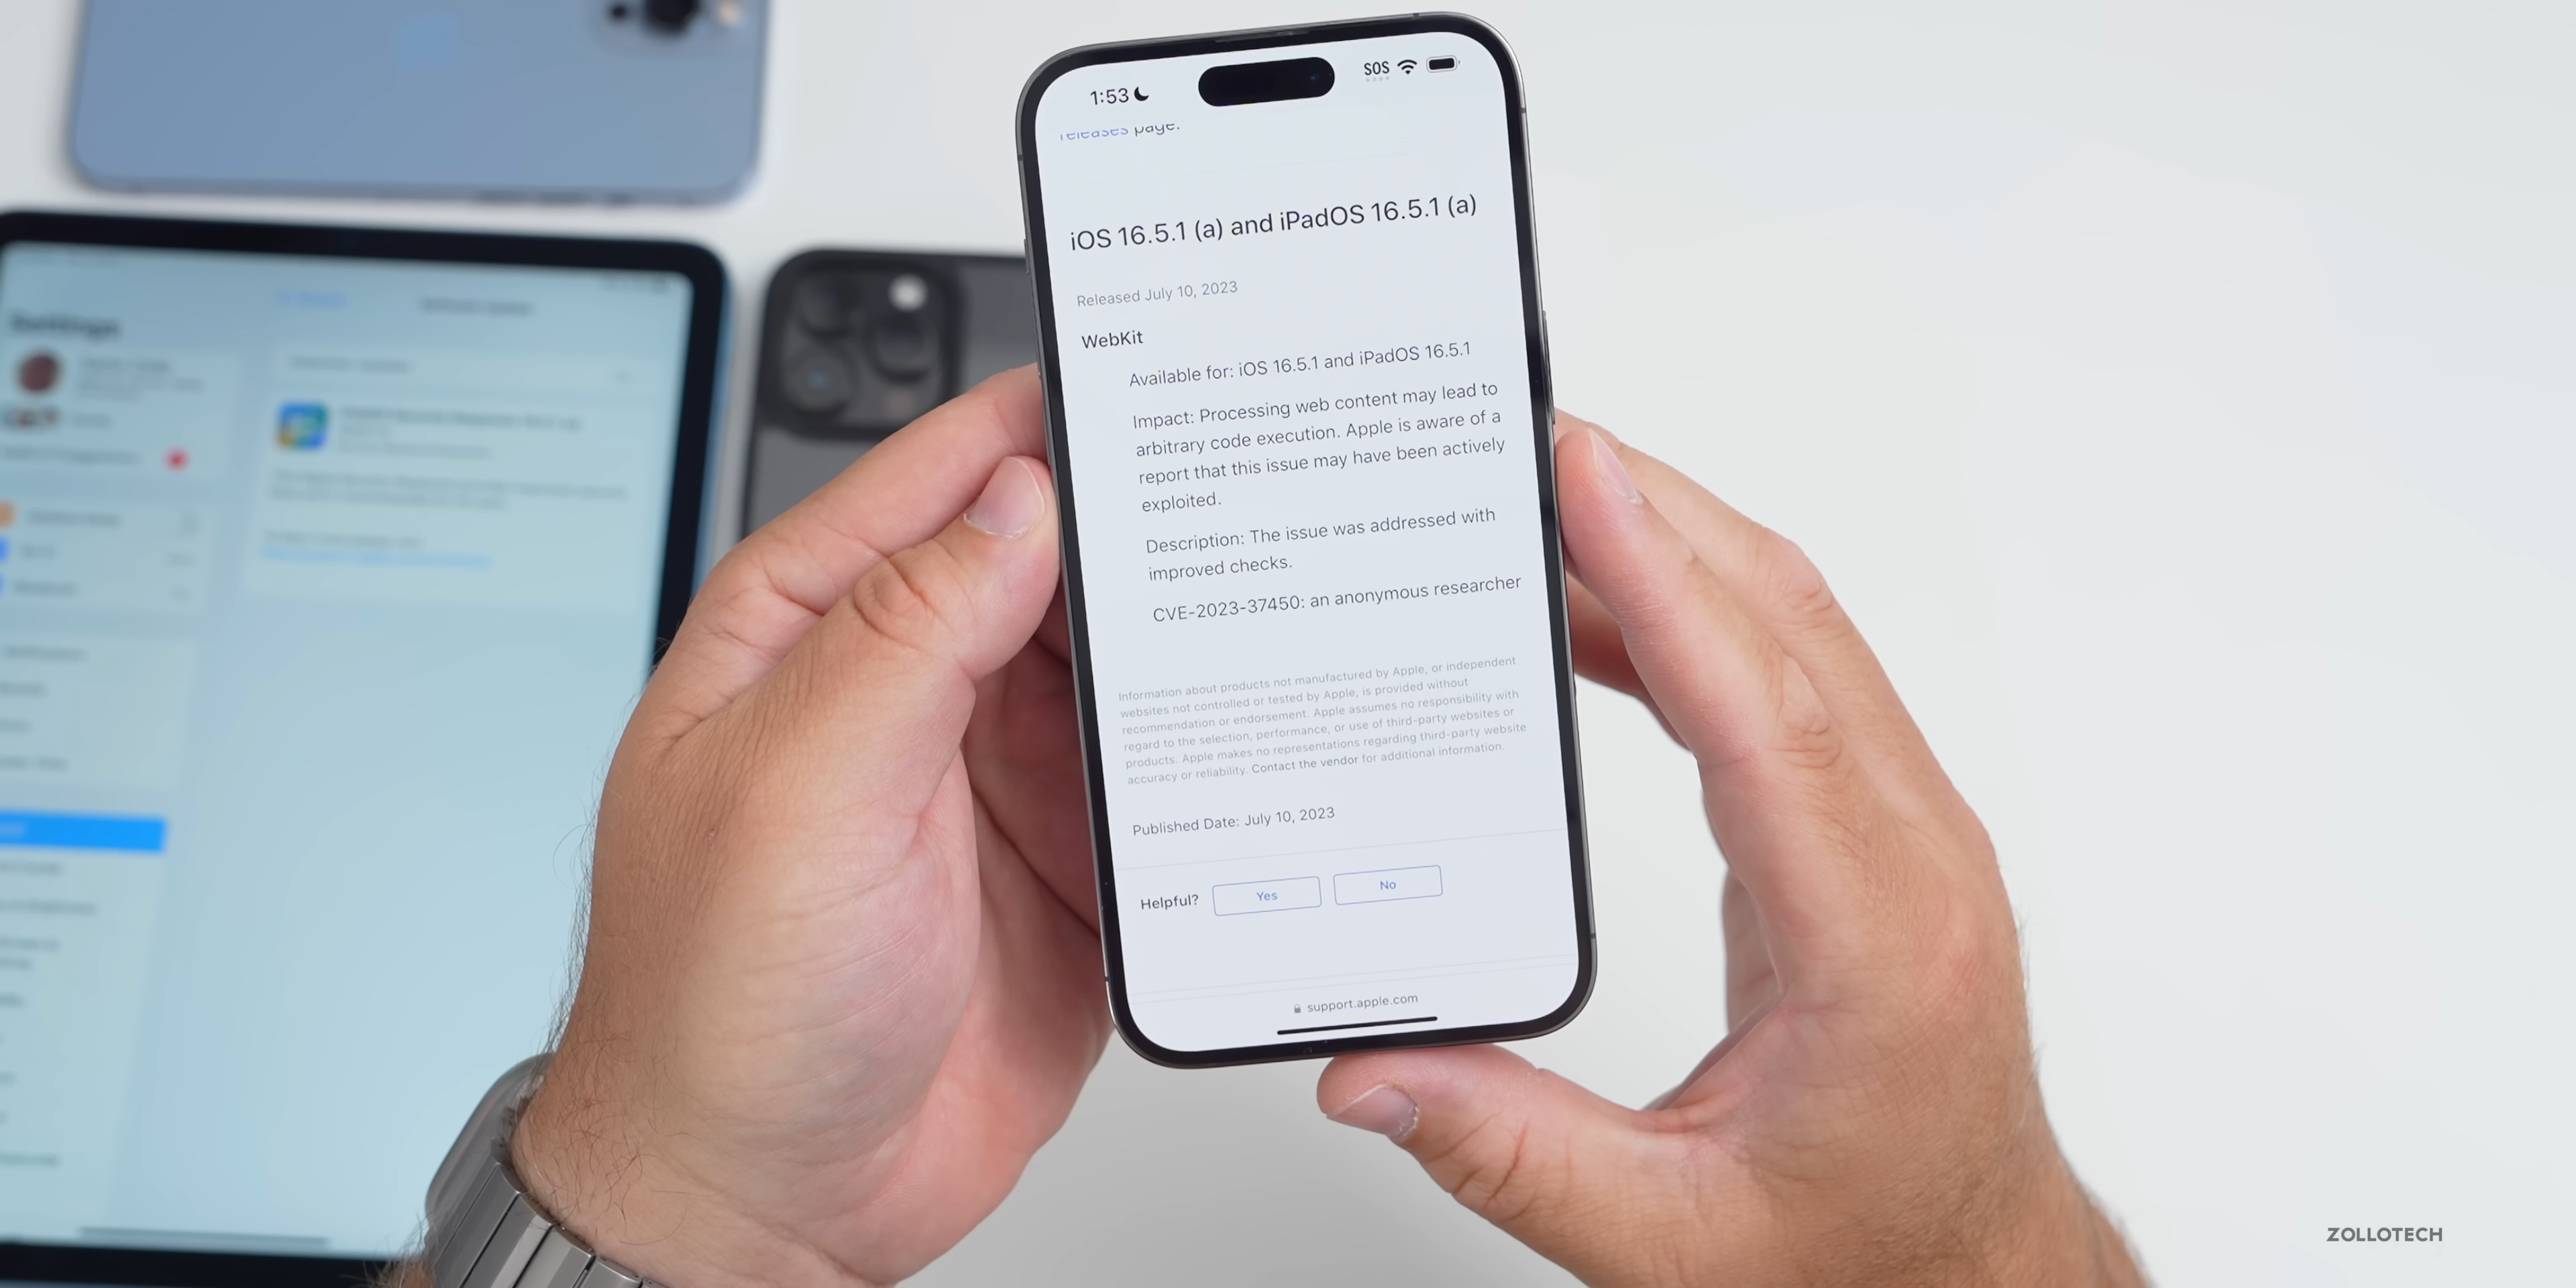 1:53
SOS
releases page.
iOS 16.5.1 (a) and iPadOS 16.5.1 (a)
Released July 10, 2023
WebKit
Available for: iOS 16.5.1 and iPadOS 16.5.1
Impact: Processing web content may lead to
arbitrary code execution. Apple is aware of a
report that this issue may have been actively
exploited.
Description: The issue was addressed with
improved checks.
CVE-2023-37450: an anonymous researcher
Information about products not manufactured by Apple, or independent
websites not controlled or tested by Apple, is provided without
recommendation or endorsement. Apple assumes no responsibility with
regard to the selection, performance, or use of third-party websites or
products. Apple makes no representations regarding third-party website
accuracy or reliability. Contact the vendor for additional information.
Published Date: July 10, 2023
Helpful?
Yes
No
support.apple.com
Settings
ZOLLOTECH